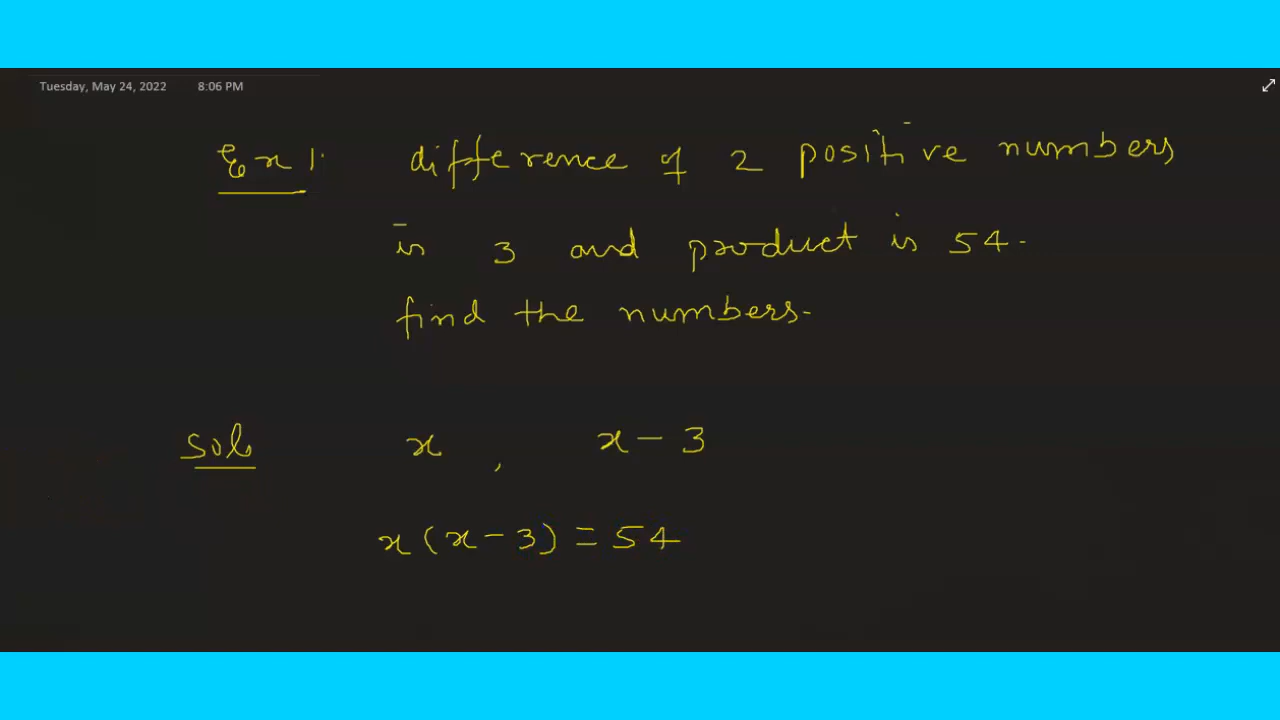 Tuesday, May 24, 2022 8:06 PM
Ex 1. difference of 2 positive numbers
is 3 and product is 54.
find the numbers.
Sol x , x - 3
x(x-3) = 54